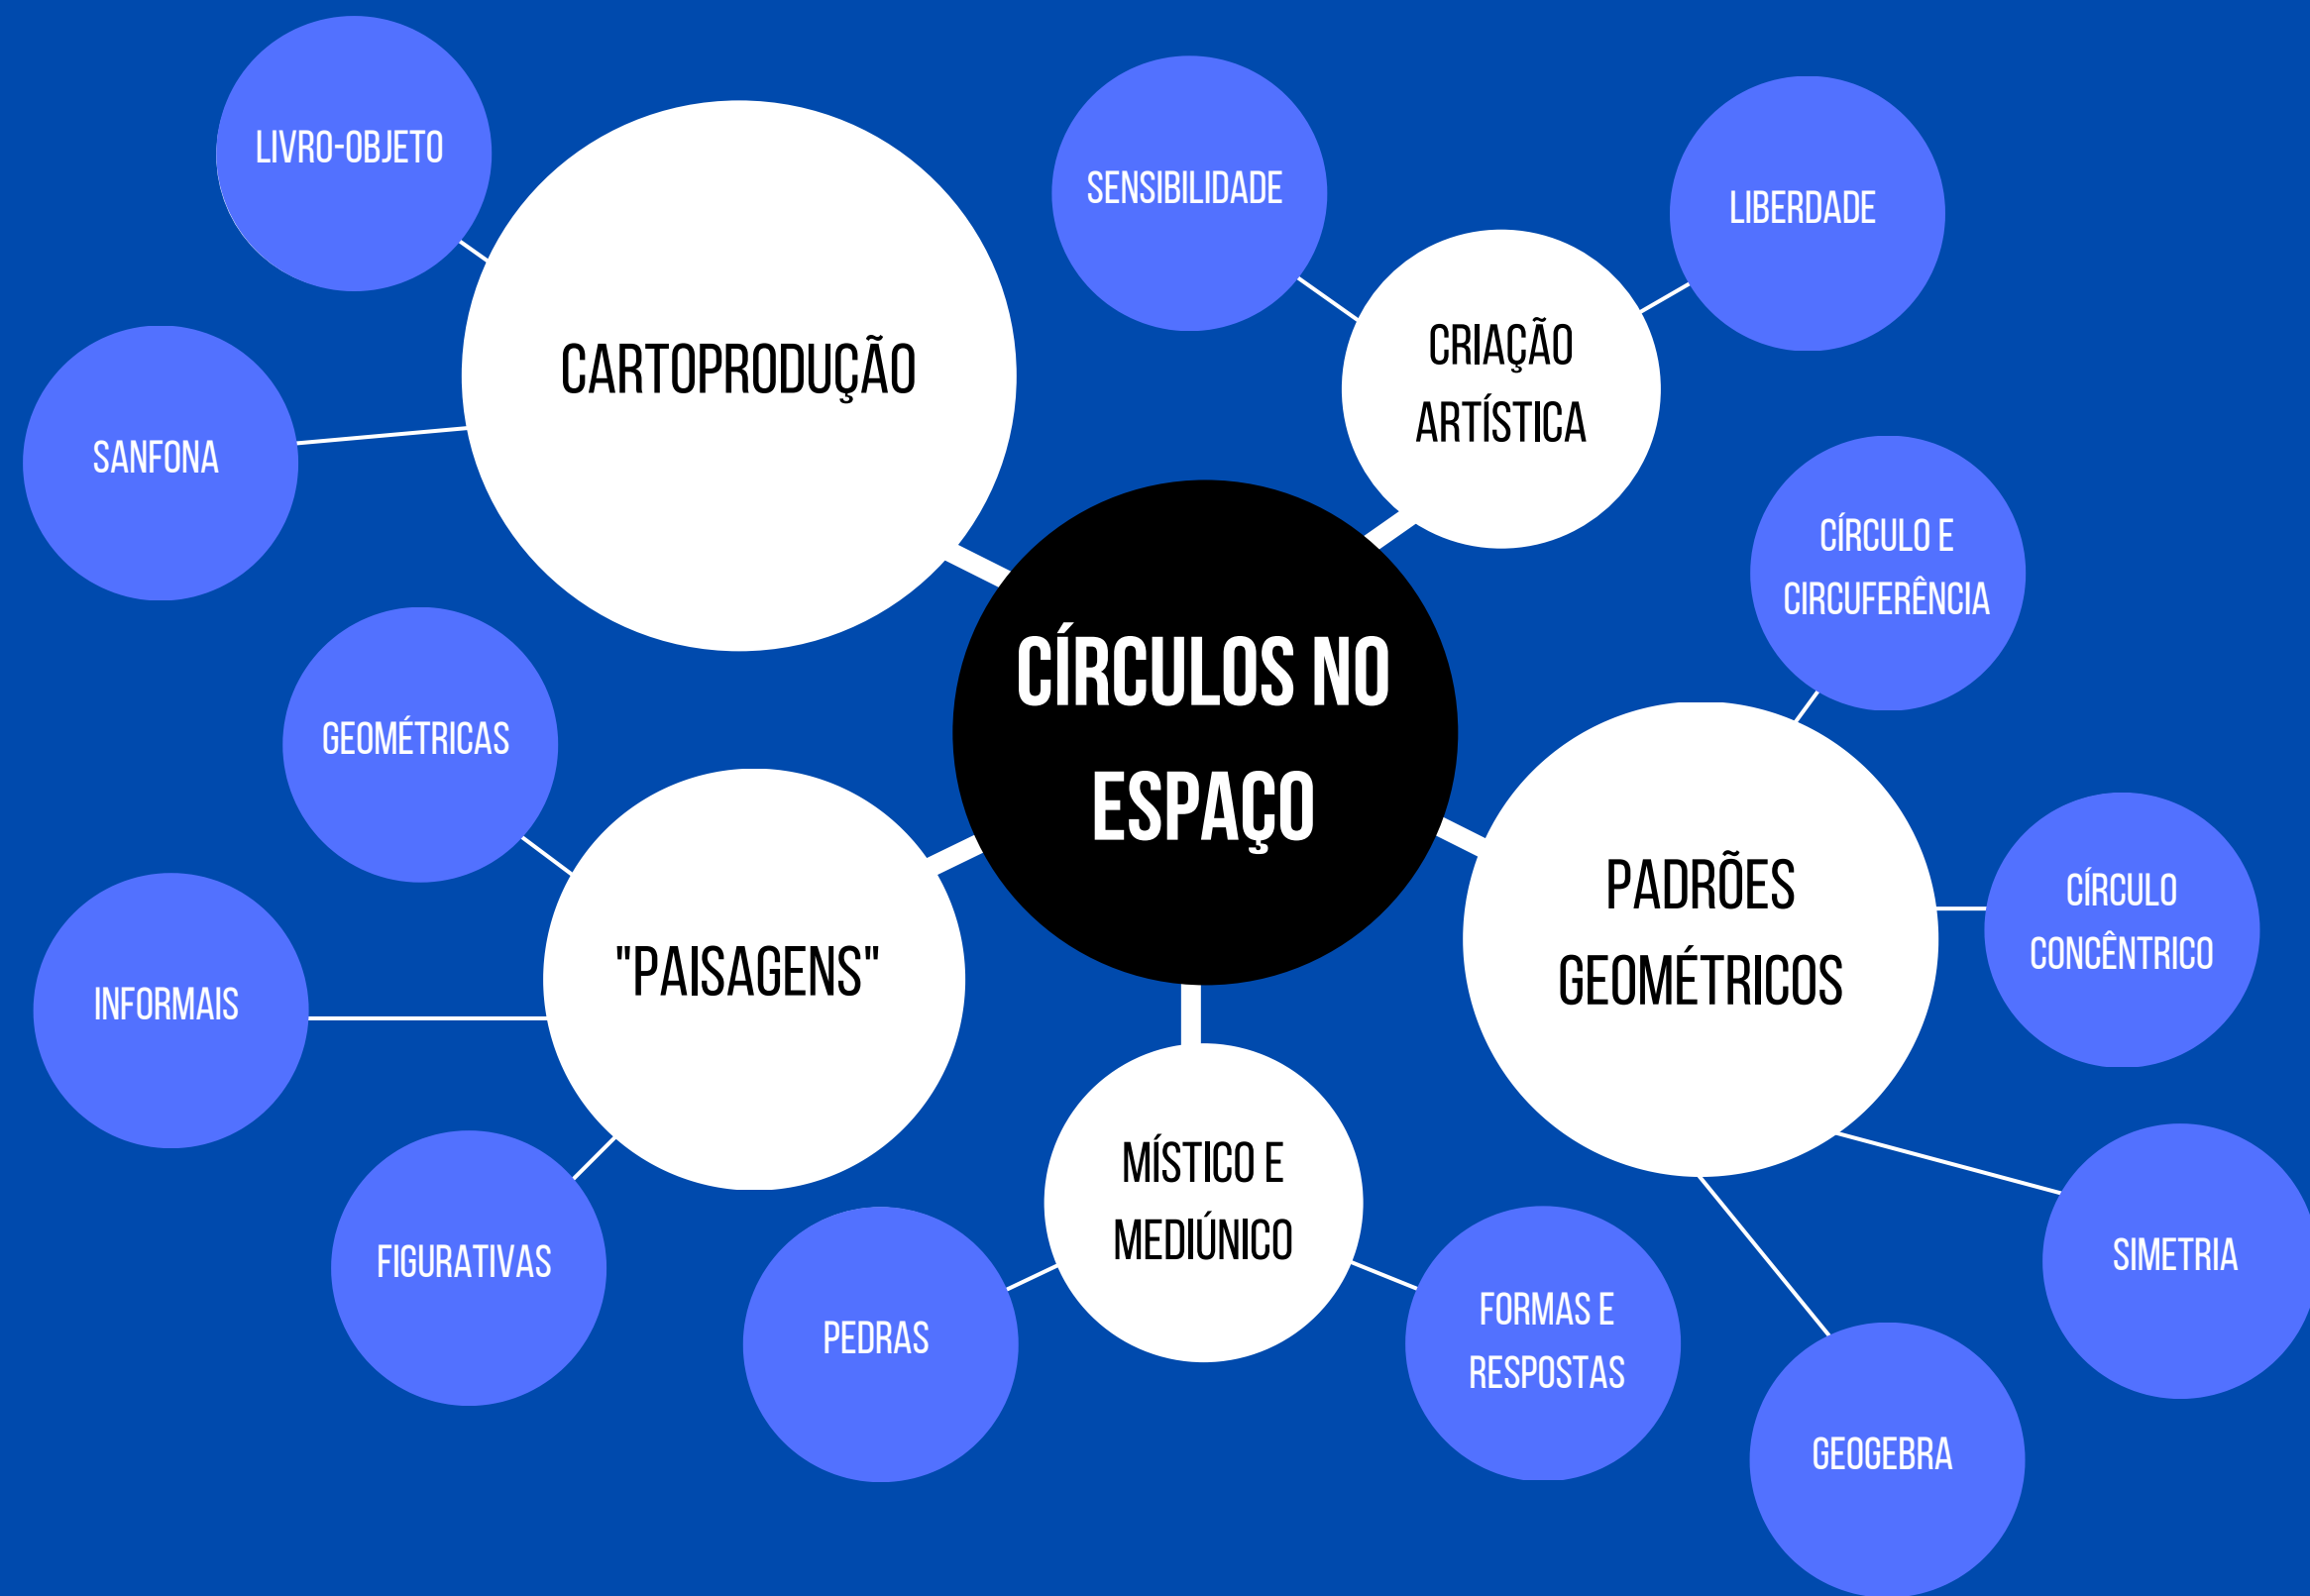 LIVRO-OBJETO
SENSIBILIDADE
LIBERDADE
CARTOPRODUÇÃO
CRIAÇÃO
ARTÍSTICA
SANFONA
CÍRCULO E
CIRCUFERÊNCIA
CÍRCULOS NO
ESPAÇO
GEOMÉTRICAS
PADRÕES
GEOMÉTRICOS
CÍRCULO
CONCÊNTRICO
"PAISAGENS"
INFORMAIS
MÍSTICO E
MEDIÚNICO
FIGURATIVAS
SIMETRIA
PEDRAS
FORMAS E
RESPOSTAS
GEOGEBRA